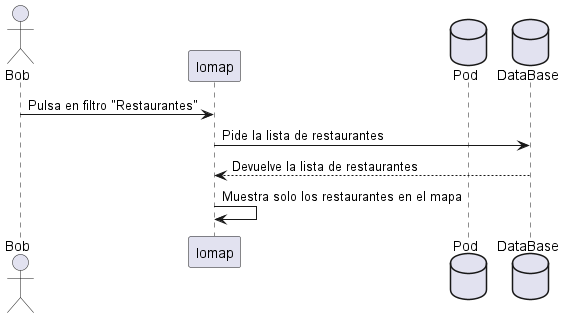 Bob
lomap
Pod
DataBase
Pulsa en filtro "Restaurantes"
Pide la lista de restaurantes
Devuelve la lista de restaurantes
Muestra solo los restaurantes en el mapa
Bob
lomap
Pod
DataBase